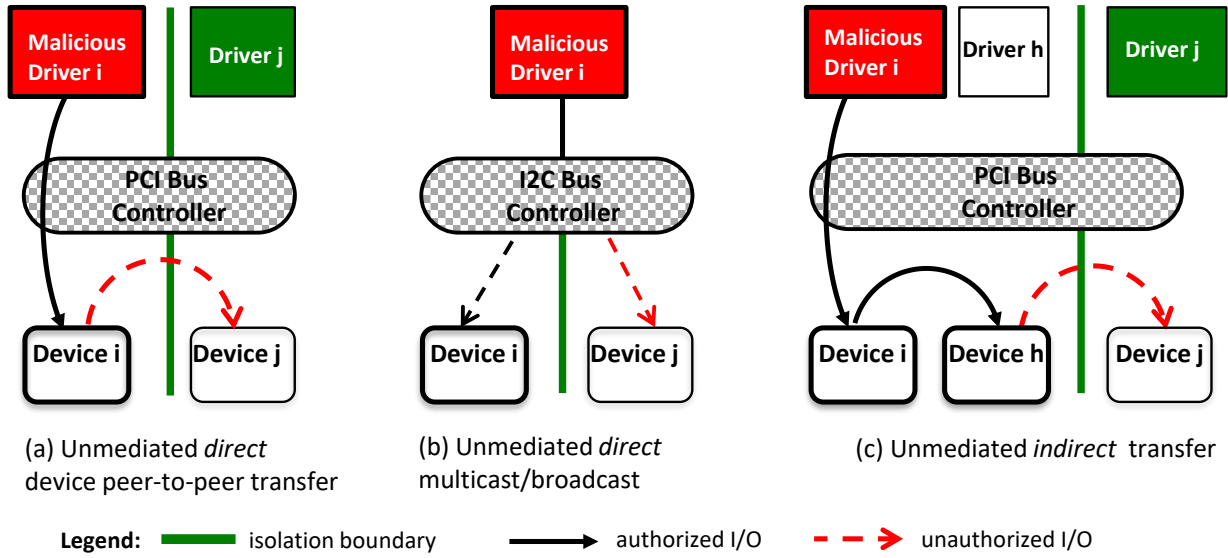 Malicious
Driver i
Driver j
PCI Bus
Controller
Device i
Device j
(a) Unmediated direct
device peer-to-peer transfer
Malicious
Driver i
I2C Bus
Controller
Device i
Device j
(b) Unmediated direct
multicast/broadcast
Malicious
Driver i
Driver h
Driver j
PCI Bus
Controller
Device i
Device h
Device j
(c) Unmediated indirect transfer
Legend: isolation boundary authorized I/O unauthorized I/O